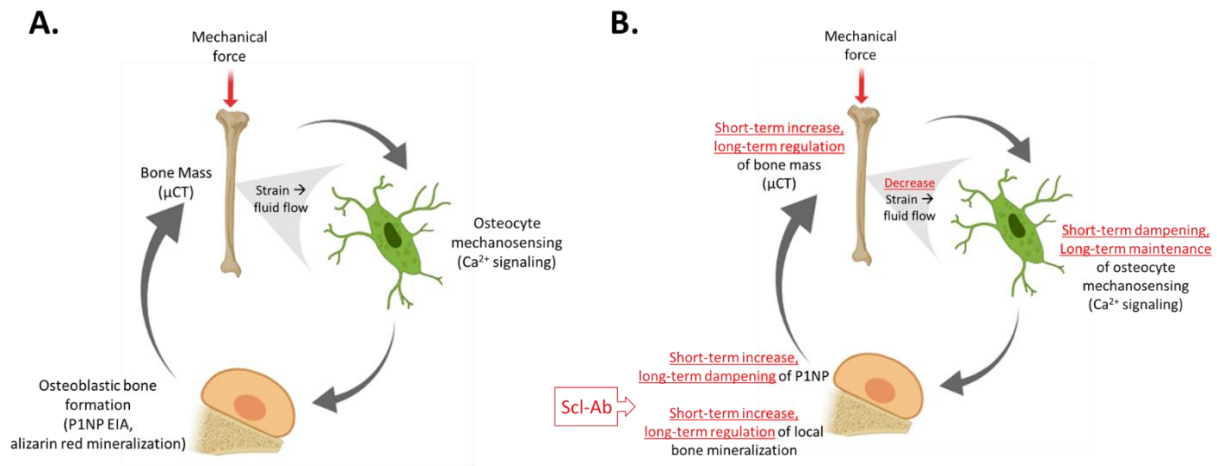 A.
Mechanical
force
Bone Mass
(µCT)
Strain →
fluid flow
Osteocyte
mechanosensing
(Ca²⁺ signaling)
Osteoblastic bone
formation
(P1NP EIA,
alizarin red mineralization)
B.
Mechanical
force
Short-term increase,
long-term regulation
of bone mass
(µCT)
Decrease
Strain →
fluid flow
Short-term dampening,
Long-term maintenance
of osteocyte
mechanosensing
(Ca²⁺ signaling)
Short-term increase,
long-term dampening of P1NP
Scl-Ab
Short-term increase,
long-term regulation of local
bone mineralization